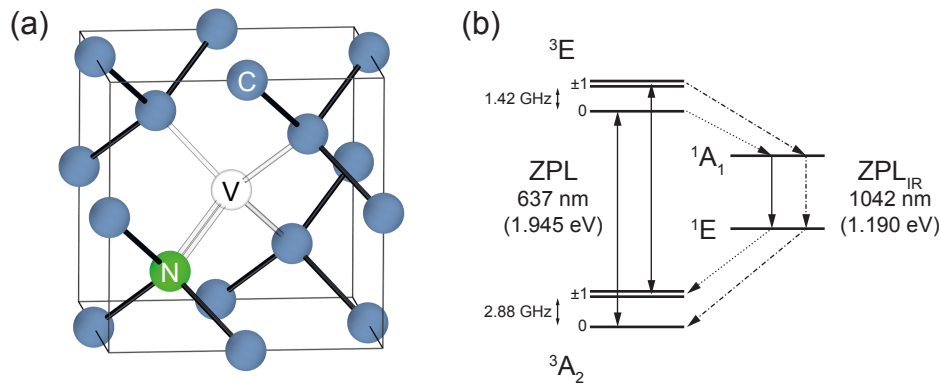 (a)
C
V
N
(b)
³E
±1
1.42 GHz
0
ZPL
637 nm
(1.945 eV)
¹A₁
¹E
ZPL_IR
1042 nm
(1.190 eV)
±1
2.88 GHz
0
³A₂